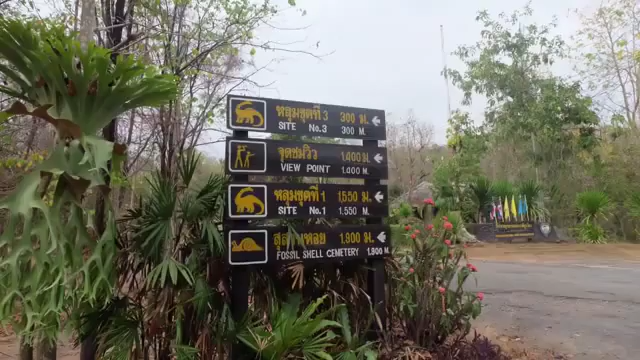 หลุมขุดที่ 3 300 ม.
SITE No.3 300 M.
จุดชมวิว 1,400 ม.
VIEW POINT 1,400 M.
หลุมขุดที่ 1 1,550 ม.
SITE No.1 1,550 M.
สุสานหอย 1,900 ม.
FOSSIL SHELL CEMETERY 1,900 M.